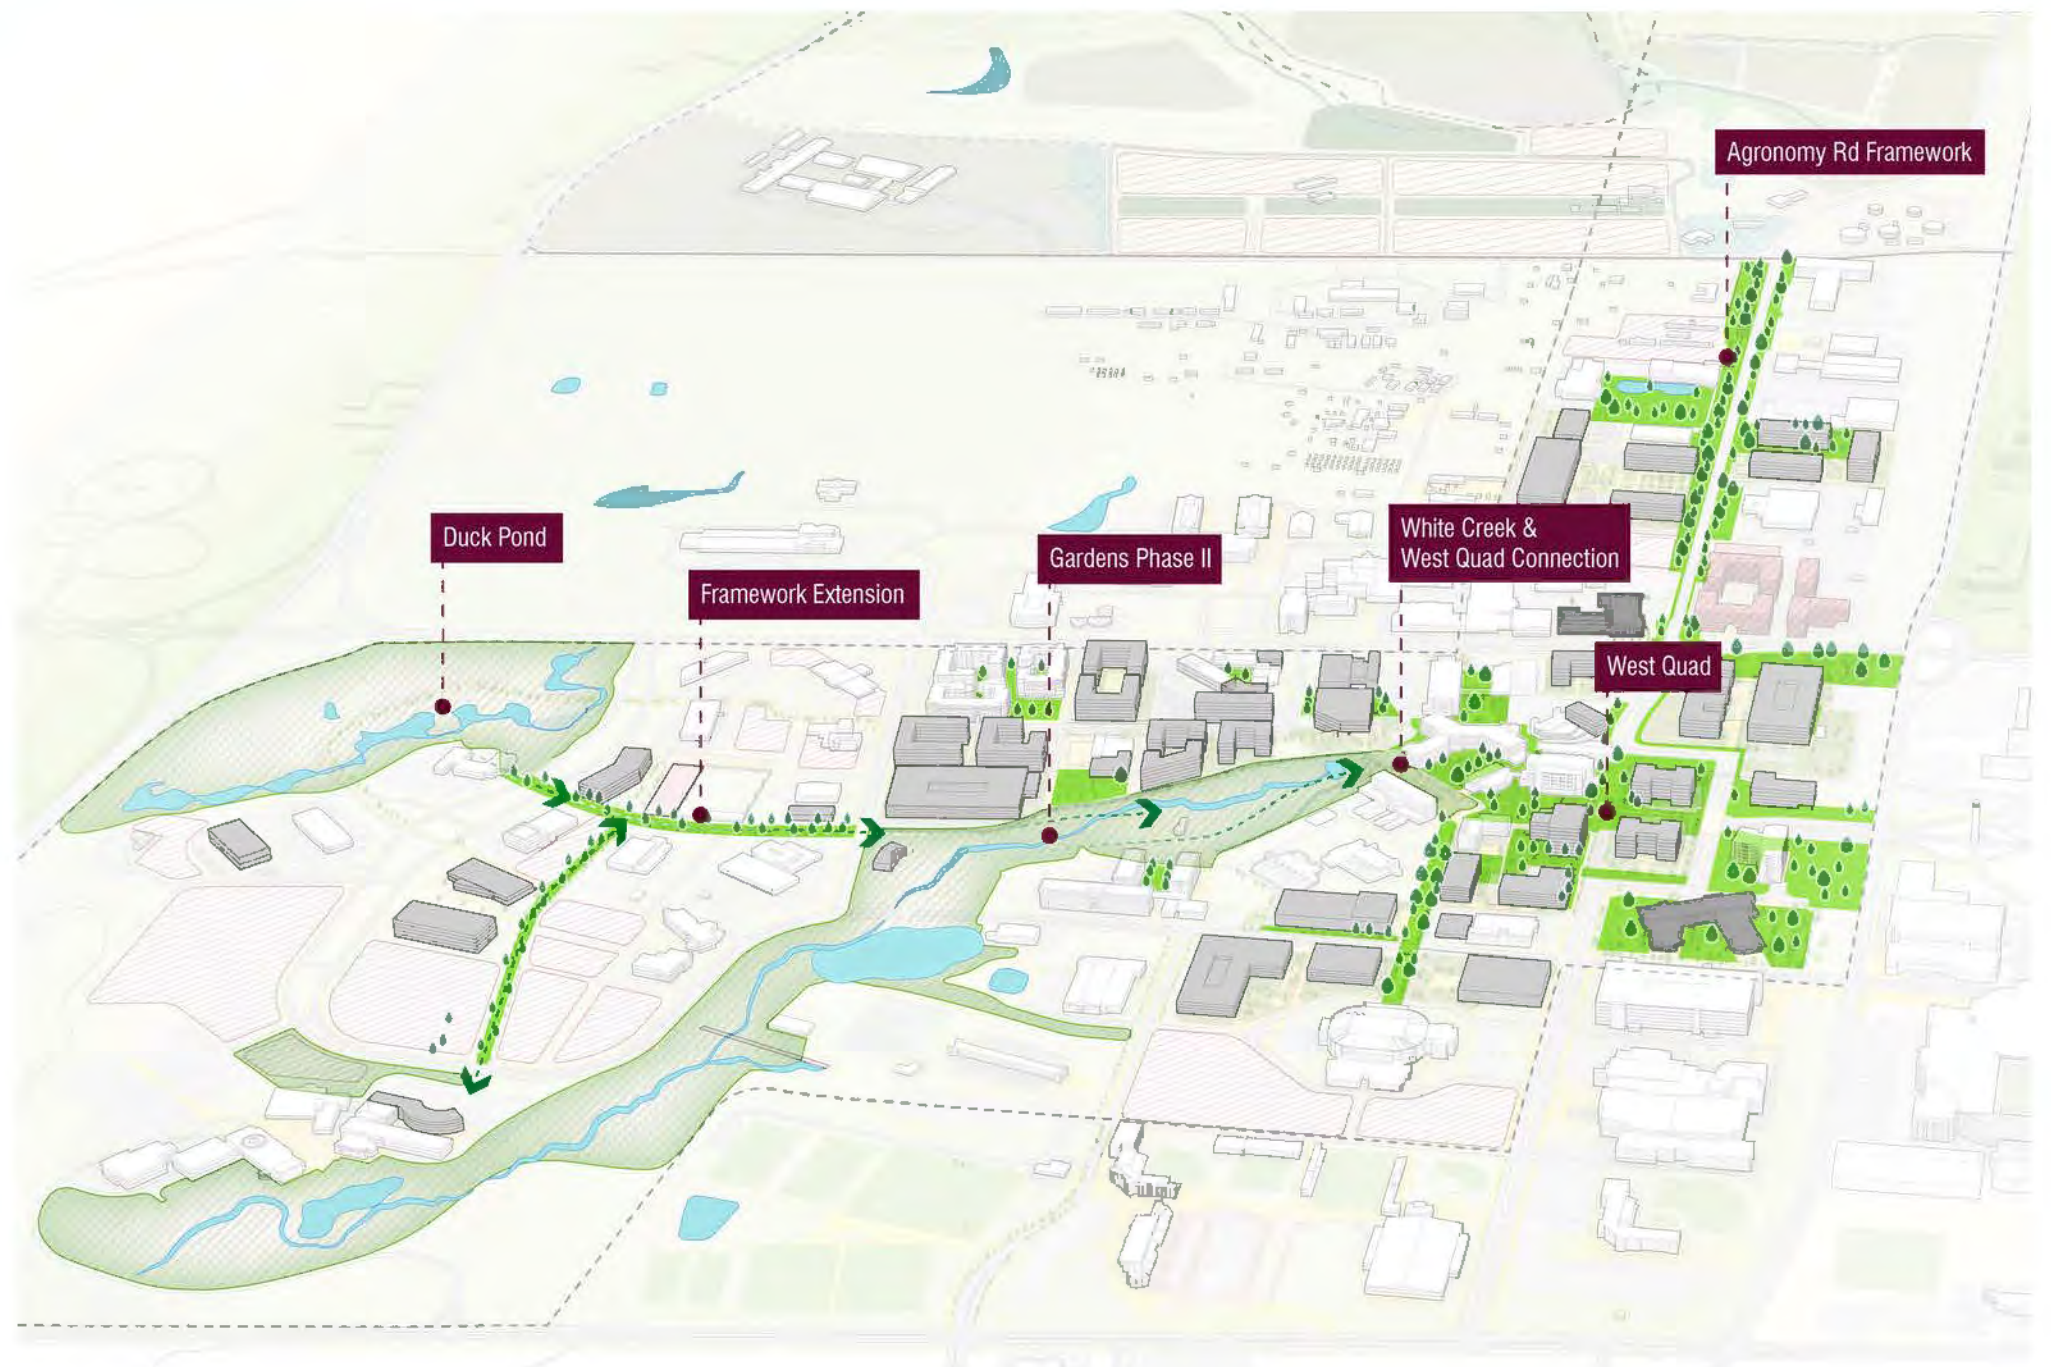 Agronomy Rd Framework
Duck Pond
Framework Extension
Gardens Phase II
White Creek &
West Quad Connection
West Quad